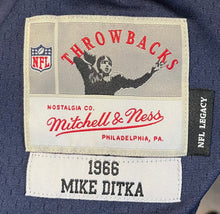 NFL
THROWBACKS
NOSTALGIA CO.
Mitchell & Ness
PHILADELPHIA, PA.
NFL LEGACY
1966
MIKE DITKA